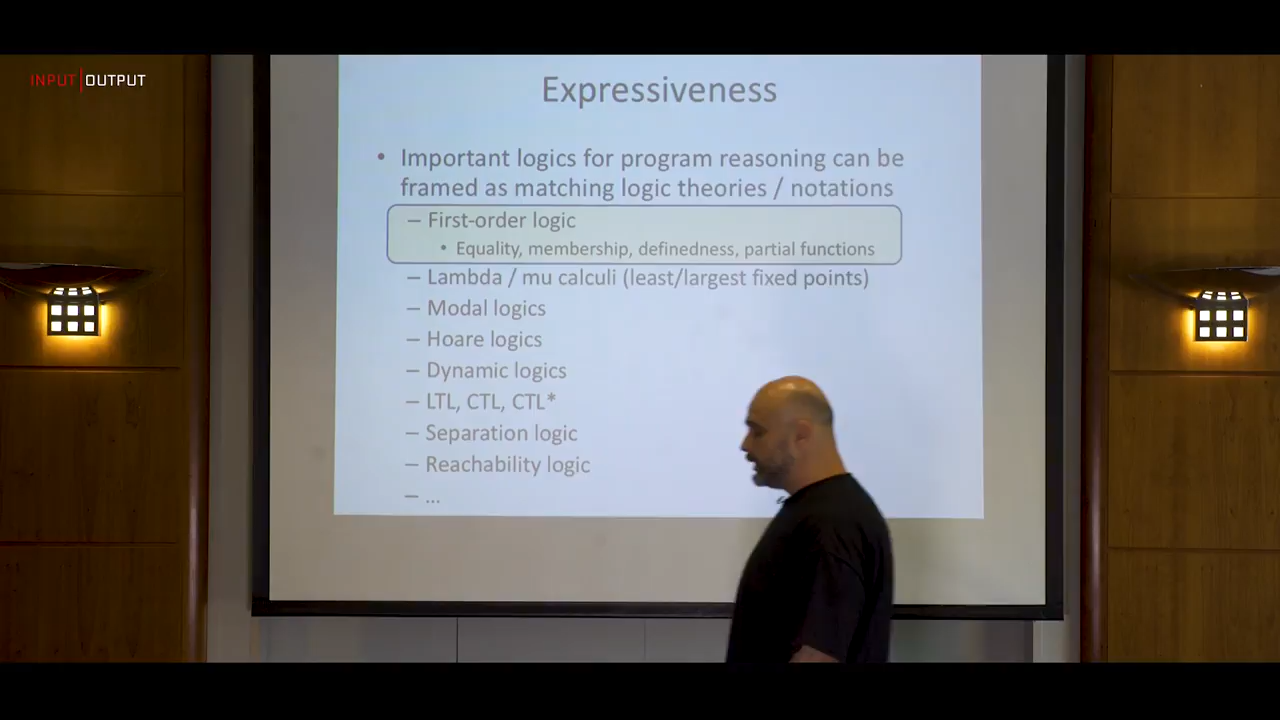 INPUT|OUTPUT
Expressiveness
• Important logics for program reasoning can be
framed as matching logic theories / notations
– First-order logic
• Equality, membership, definedness, partial functions
– Lambda / mu calculi (least/largest fixed points)
– Modal logics
– Hoare logics
– Dynamic logics
– LTL, CTL, CTL*
– Separation logic
– Reachability logic
– ...